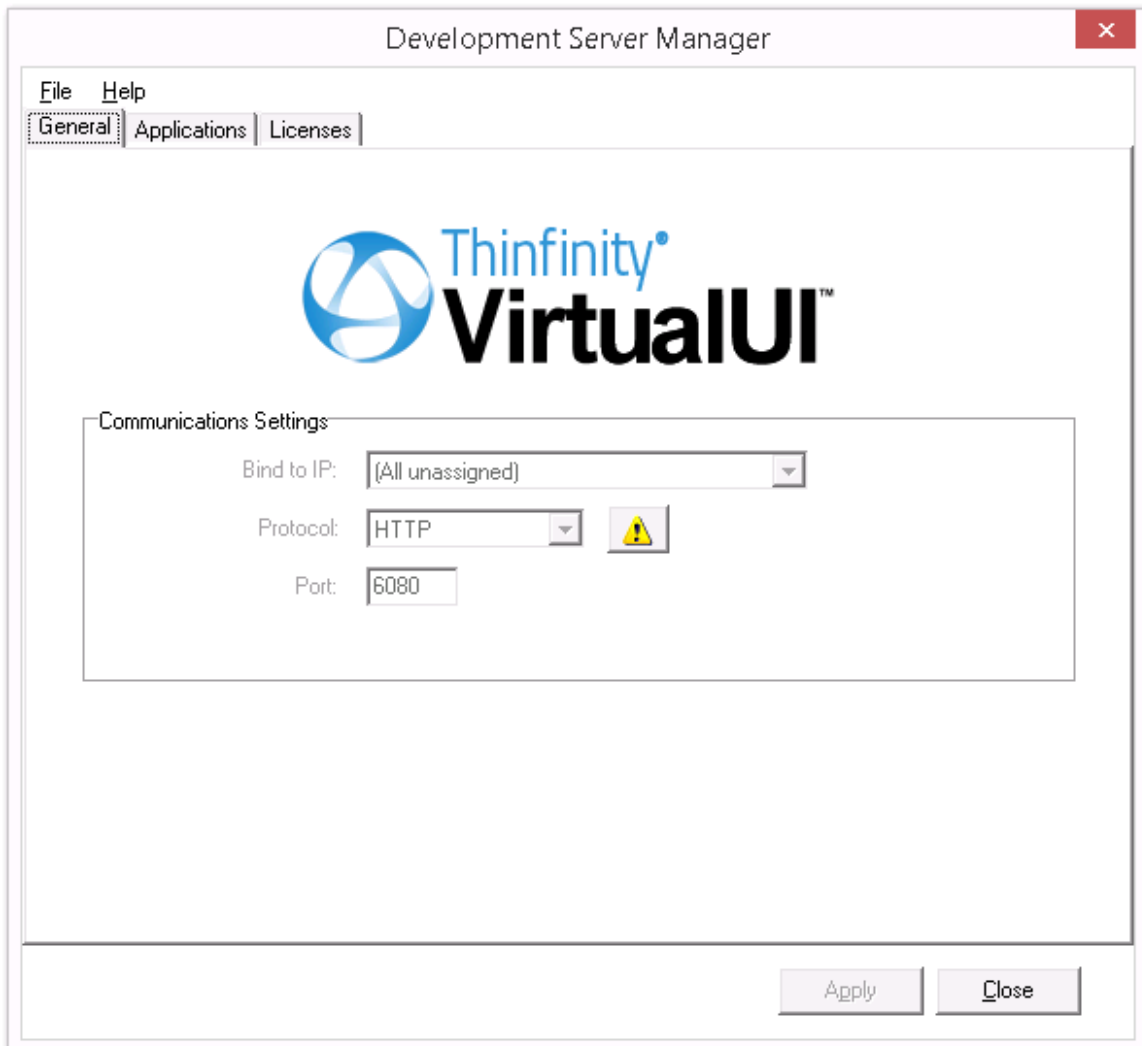 Development Server Manager
File Help
General Applications Licenses
Thinfinity®
VirtualUI™
Communications Settings
Bind to IP: (All unassigned)
Protocol: HTTP
Port: 6080
Apply Close